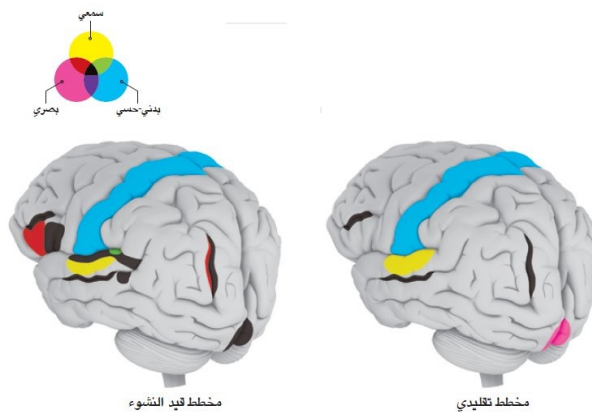 سمعي
بصري
بدني-حسي
مخطط قيد النشوء
مخطط تقليدي